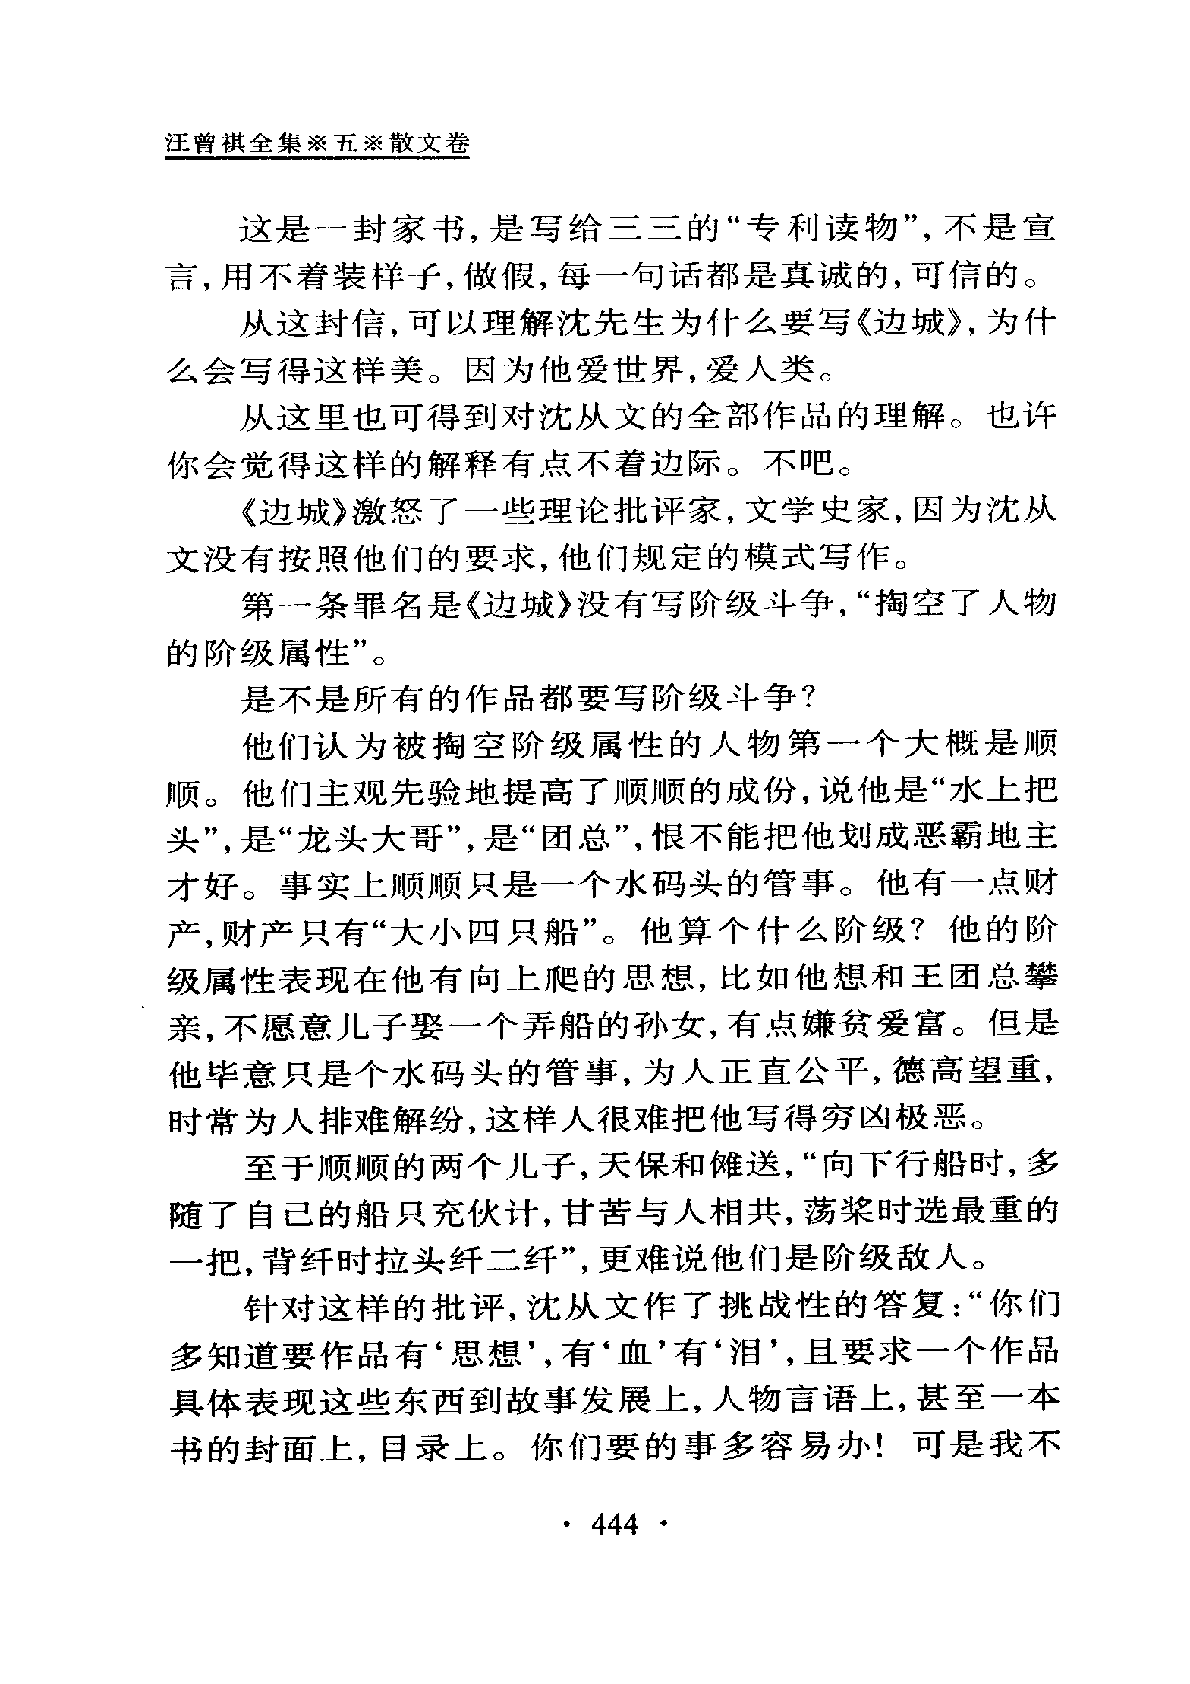 汪曾祺全集※五※散文卷
这是一封家书，是写给三三的“专利读物”，不是宣
言，用不着装样子，做假，每一句话都是真诚的，可信的。
从这封信，可以理解沈先生为什么要写《边城》，为什
么会写得这样美。因为他爱世界，爱人类。
从这里也可得到对沈从文的全部作品的理解。也许
你会觉得这样的解释有点不着边际。不吧。
《边城》激怒了一些理论批评家，文学史家，因为沈从
文没有按照他们的要求，他们规定的模式写作。
第一条罪名是《边城》没有写阶级斗争，“掏空了人物
的阶级属性”。
是不是所有的作品都要写阶级斗争？
他们认为被掏空阶级属性的人物第一个大概是顺
顺。他们主观先验地提高了顺顺的成份，说他是“水上把
头”，是“龙头大哥”，是“团总”，恨不能把他划成恶霸地主
才好。事实上顺顺只是一个水码头的管事。他有一点财
产，财产只有“大小四只船”。他算个什么阶级？他的阶
级属性表现在他有向上爬的思想，比如他想和王团总攀
亲，不愿意儿子娶一个弄船的孙女，有点嫌贫爱富。但是
他毕意只是个水码头的管事，为人正直公平，德高望重，
时常为人排难解纷，这样人很难把他写得穷凶极恶。
至于顺顺的两个儿子，天保和傩送，“向下行船时，多
随了自己的船只充伙计，甘苦与人相共，荡桨时选最重的
一把，背纤时拉头纤二纤”，更难说他们是阶级敌人。
针对这样的批评，沈从文作了挑战性的答复：“你们
多知道要作品有‘思想’，有‘血’有‘泪’，且要求一个作品
具体表现这些东西到故事发展上，人物言语上，甚至一本
书的封面上，目录上。你们要的事多容易办！可是我不
· 444 ·